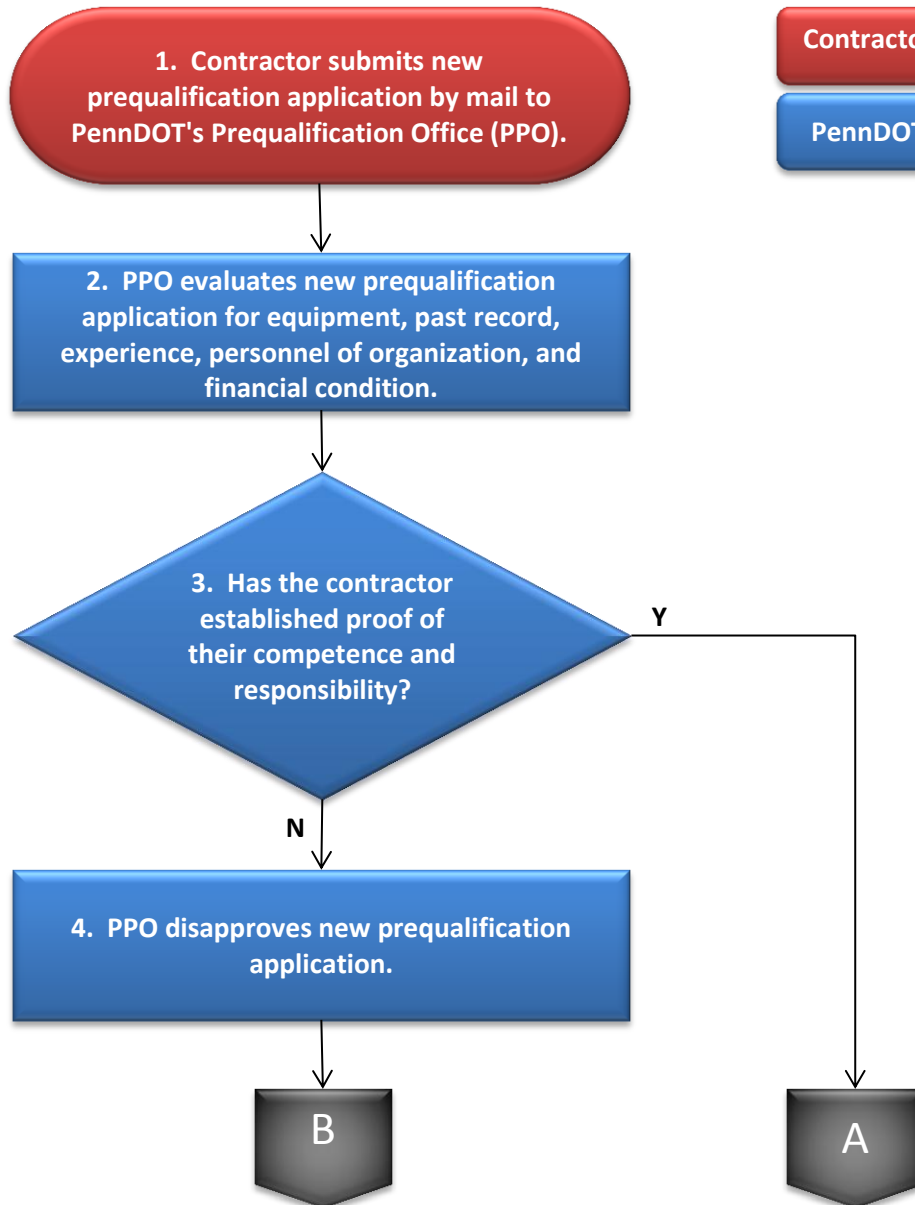 1. Contractor submits new
prequalification application by mail to
PennDOT's Prequalification Office (PPO).
Contracto
PennDOT
2. PPO evaluates new prequalification
application for equipment, past record,
experience, personnel of organization, and
financial condition.
3. Has the contractor
established proof of
their competence and
responsibility?
Y
N
4. PPO disapproves new prequalification
application.
B
A